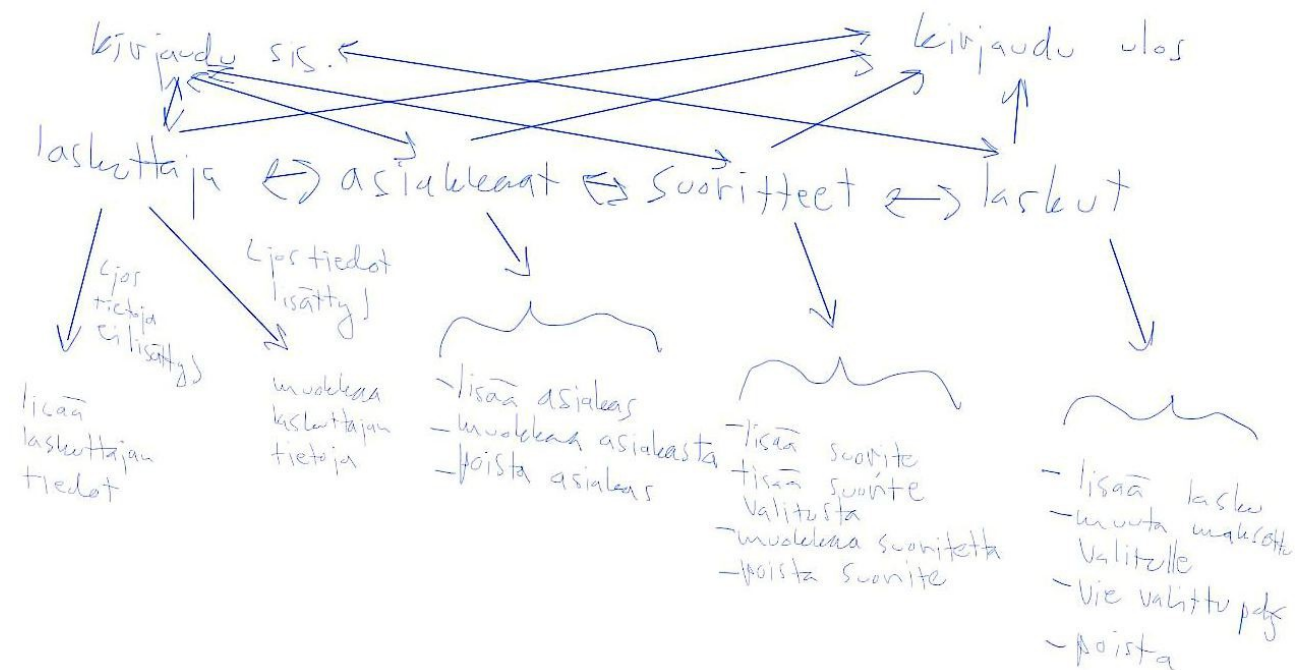 kirjaudu sis.
kirjaudu ulos
laskuttaja
asiakkaat
suoritteet
laskut
(jos
tietoja
ei lisätty)
(jos tiedot
lisätty)
lisää
laskuttajan
tiedot
muokkaa
laskuttajan
tietoja
-lisää asiakas
-muokkaa asiakasta
-poista asiakas
-lisää suorite
-lisää suorite
valitusta
-muokkaa suoritetta
-poista suorite
-lisää lasku
-muuta maksettu
valitulle
-vie valittu pdf
-poista